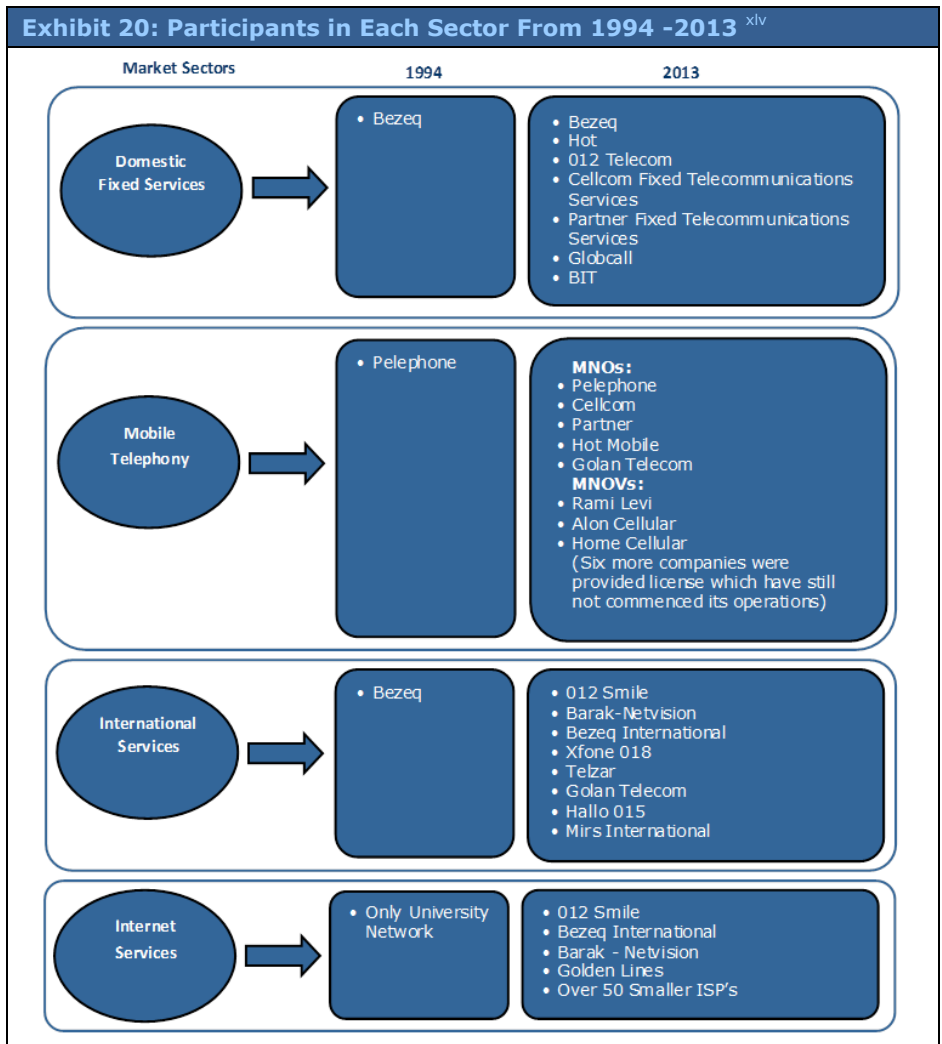 Exhibit 20: Participants in Each Sector From 1994 -2013 xlv
Market Sectors
1994
2013
Domestic
Fixed Services
• Bezeq
• Bezeq
• Hot
• 012 Telecom
• Cellcom Fixed Telecommunications
Services
• Partner Fixed Telecommunications
Services
• Globcall
• BIT
Mobile
Telephony
• Pelephone
MNOs:
• Pelephone
• Cellcom
• Partner
• Hot Mobile
• Golan Telecom
MNOVs:
• Rami Levi
• Alon Cellular
• Home Cellular
(Six more companies were
provided license which have still
not commenced its operations)
International
Services
• Bezeq
• 012 Smile
• Barak-Netvision
• Bezeq International
• Xfone 018
• Telzar
• Golan Telecom
• Hallo 015
• Mirs International
Internet
Services
• Only University
Network
• 012 Smile
• Bezeq International
• Barak - Netvision
• Golden Lines
• Over 50 Smaller ISP's